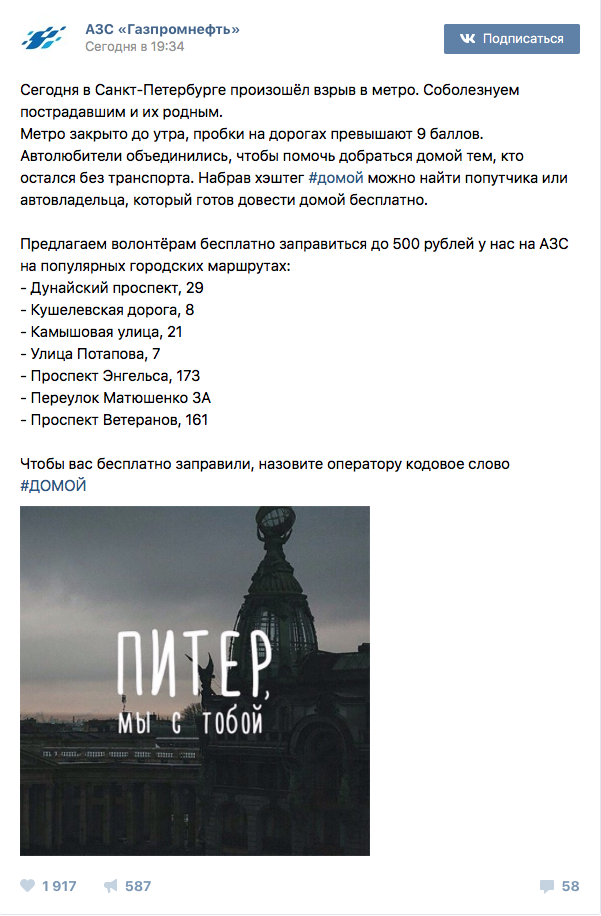 АЗС «Газпромнефть»
Сегодня в 19:34
Подписаться
Сегодня в Санкт-Петербурге произошёл взрыв в метро. Соболезнуем
пострадавшим и их родным.
Метро закрыто до утра, пробки на дорогах превышают 9 баллов.
Автолюбители объединились, чтобы помочь добраться домой тем, кто
остался без транспорта. Набрав хэштег #домой можно найти попутчика или
автовладельца, который готов довести домой бесплатно.
Предлагаем волонтёрам бесплатно заправиться до 500 рублей у нас на АЗС
на популярных городских маршрутах:
- Дунайский проспект, 29
- Кушелевская дорога, 8
- Камышовая улица, 21
- Улица Потапова, 7
- Проспект Энгельса, 173
- Переулок Матюшенко 3А
- Проспект Ветеранов, 161
Чтобы вас бесплатно заправили, назовите оператору кодовое слово
#ДОМОЙ
ПИТЕР,
мы с тобой
1 917
587
58